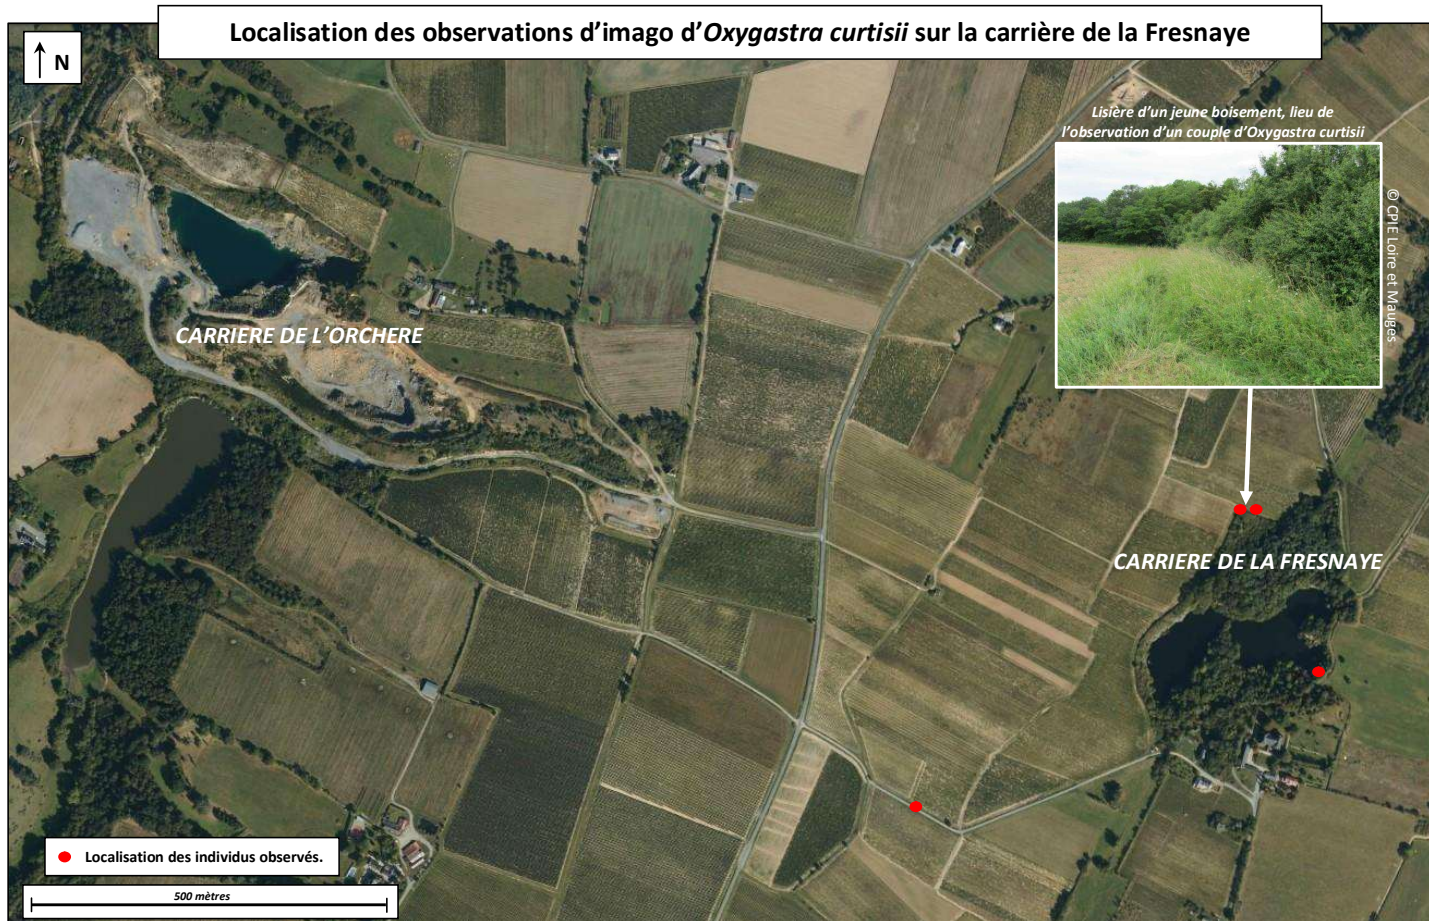 Localisation des observations d’imago d’Oxygastra curtisii sur la carrière de la Fresnaye
N
Lisière d’un jeune boisement, lieu de
l’observation d’un couple d’Oxygastra curtisii
© CPIE Loire et Mauges
CARRIERE DE L’ORCHERE
CARRIERE DE LA FRESNAYE
Localisation des individus observés.
500 mètres